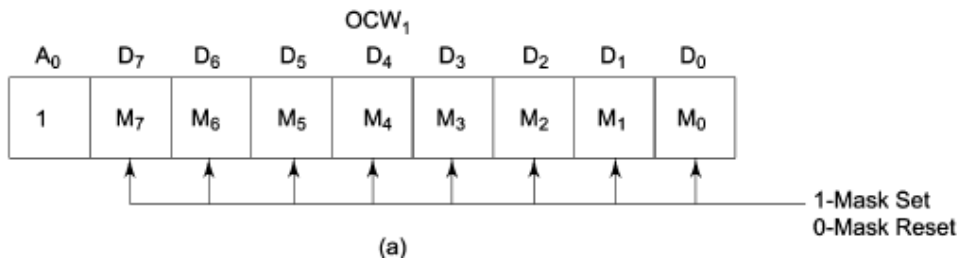 OCW₁
A₀ D₇ D₆ D₅ D₄ D₃ D₂ D₁ D₀
1 M₇ M₆ M₅ M₄ M₃ M₂ M₁ M₀
1-Mask Set
0-Mask Reset
(a)